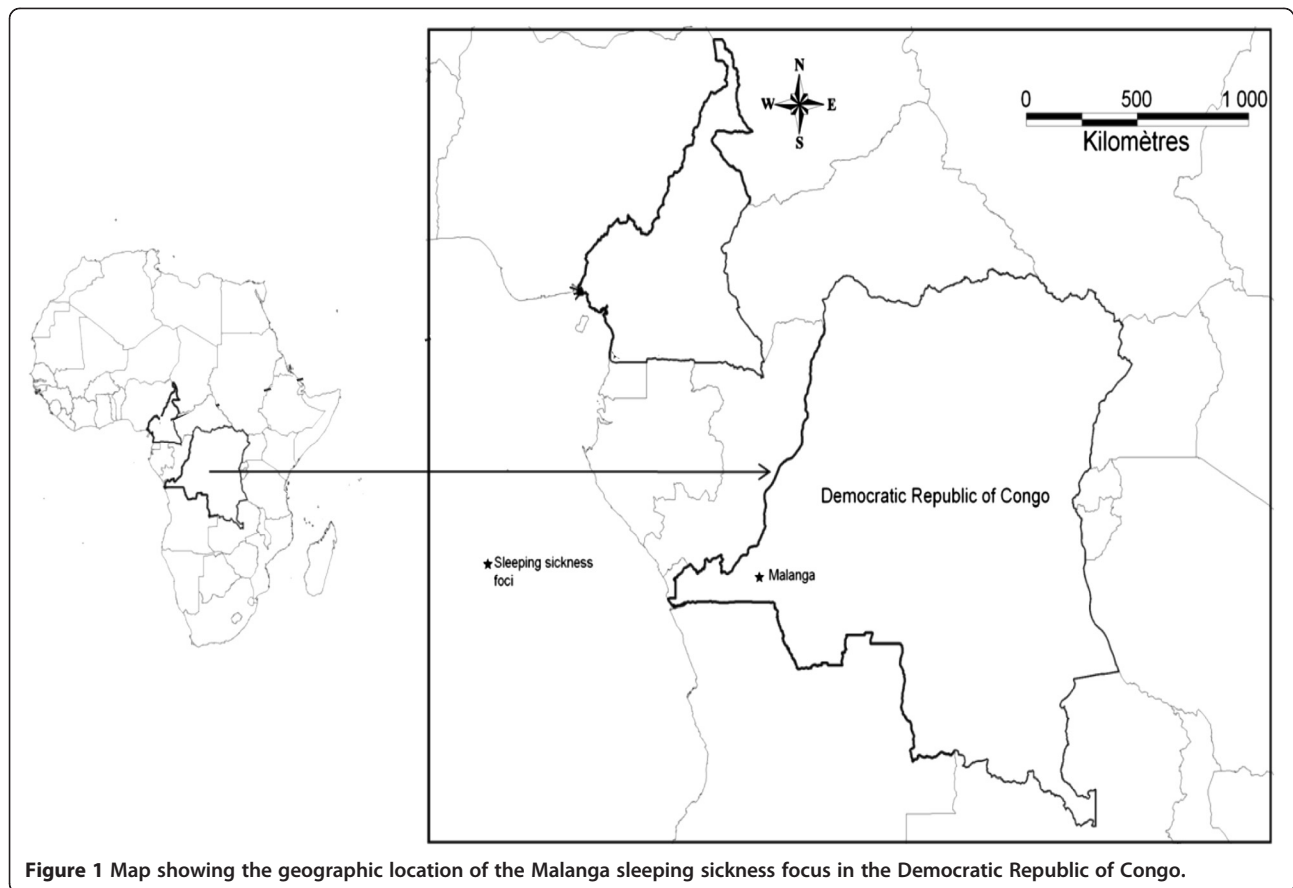 N
W E
S
0 500 1 000
Kilomètres
Democratic Republic of Congo
Sleeping sickness
foci
Malanga
Figure 1 Map showing the geographic location of the Malanga sleeping sickness focus in the Democratic Republic of Congo.